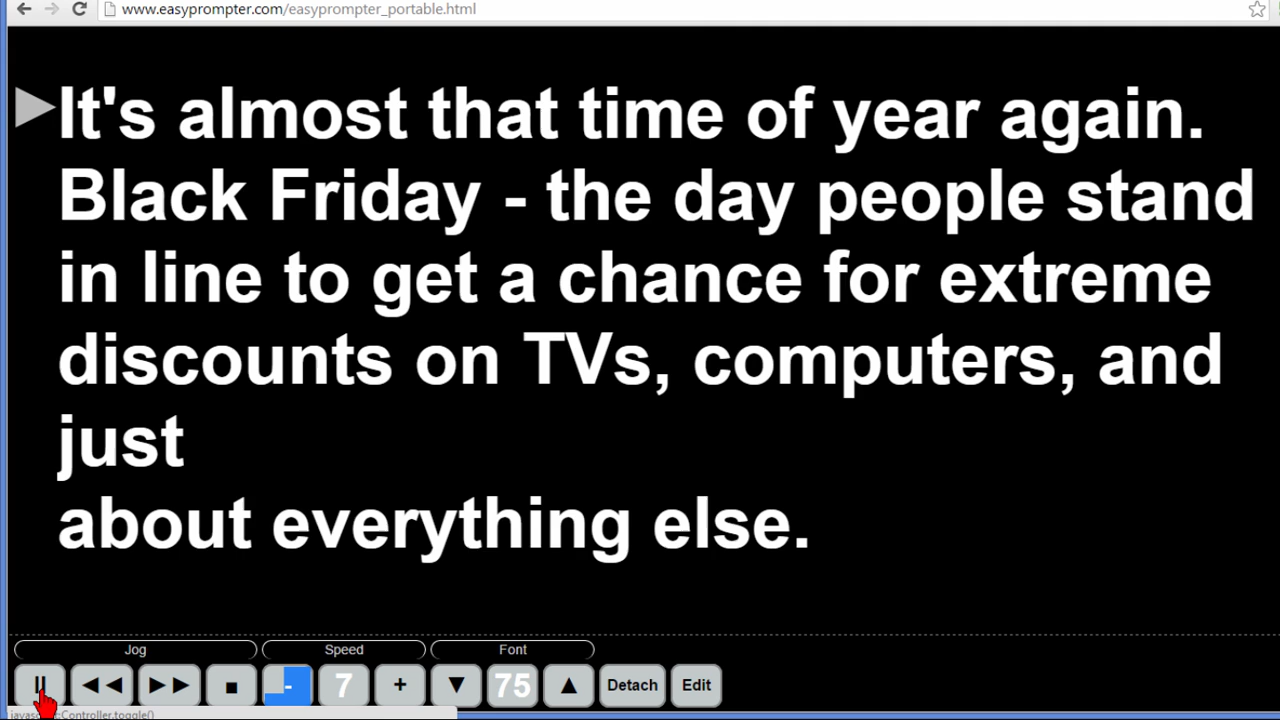 www.easyprompter.com/easyprompter_portable.html
It's almost that time of year again.
Black Friday - the day people stand
in line to get a chance for extreme
discounts on TVs, computers, and
just
about everything else.
Jog Speed Font
- 7 + 75 Detach Edit
Controller.toggle()